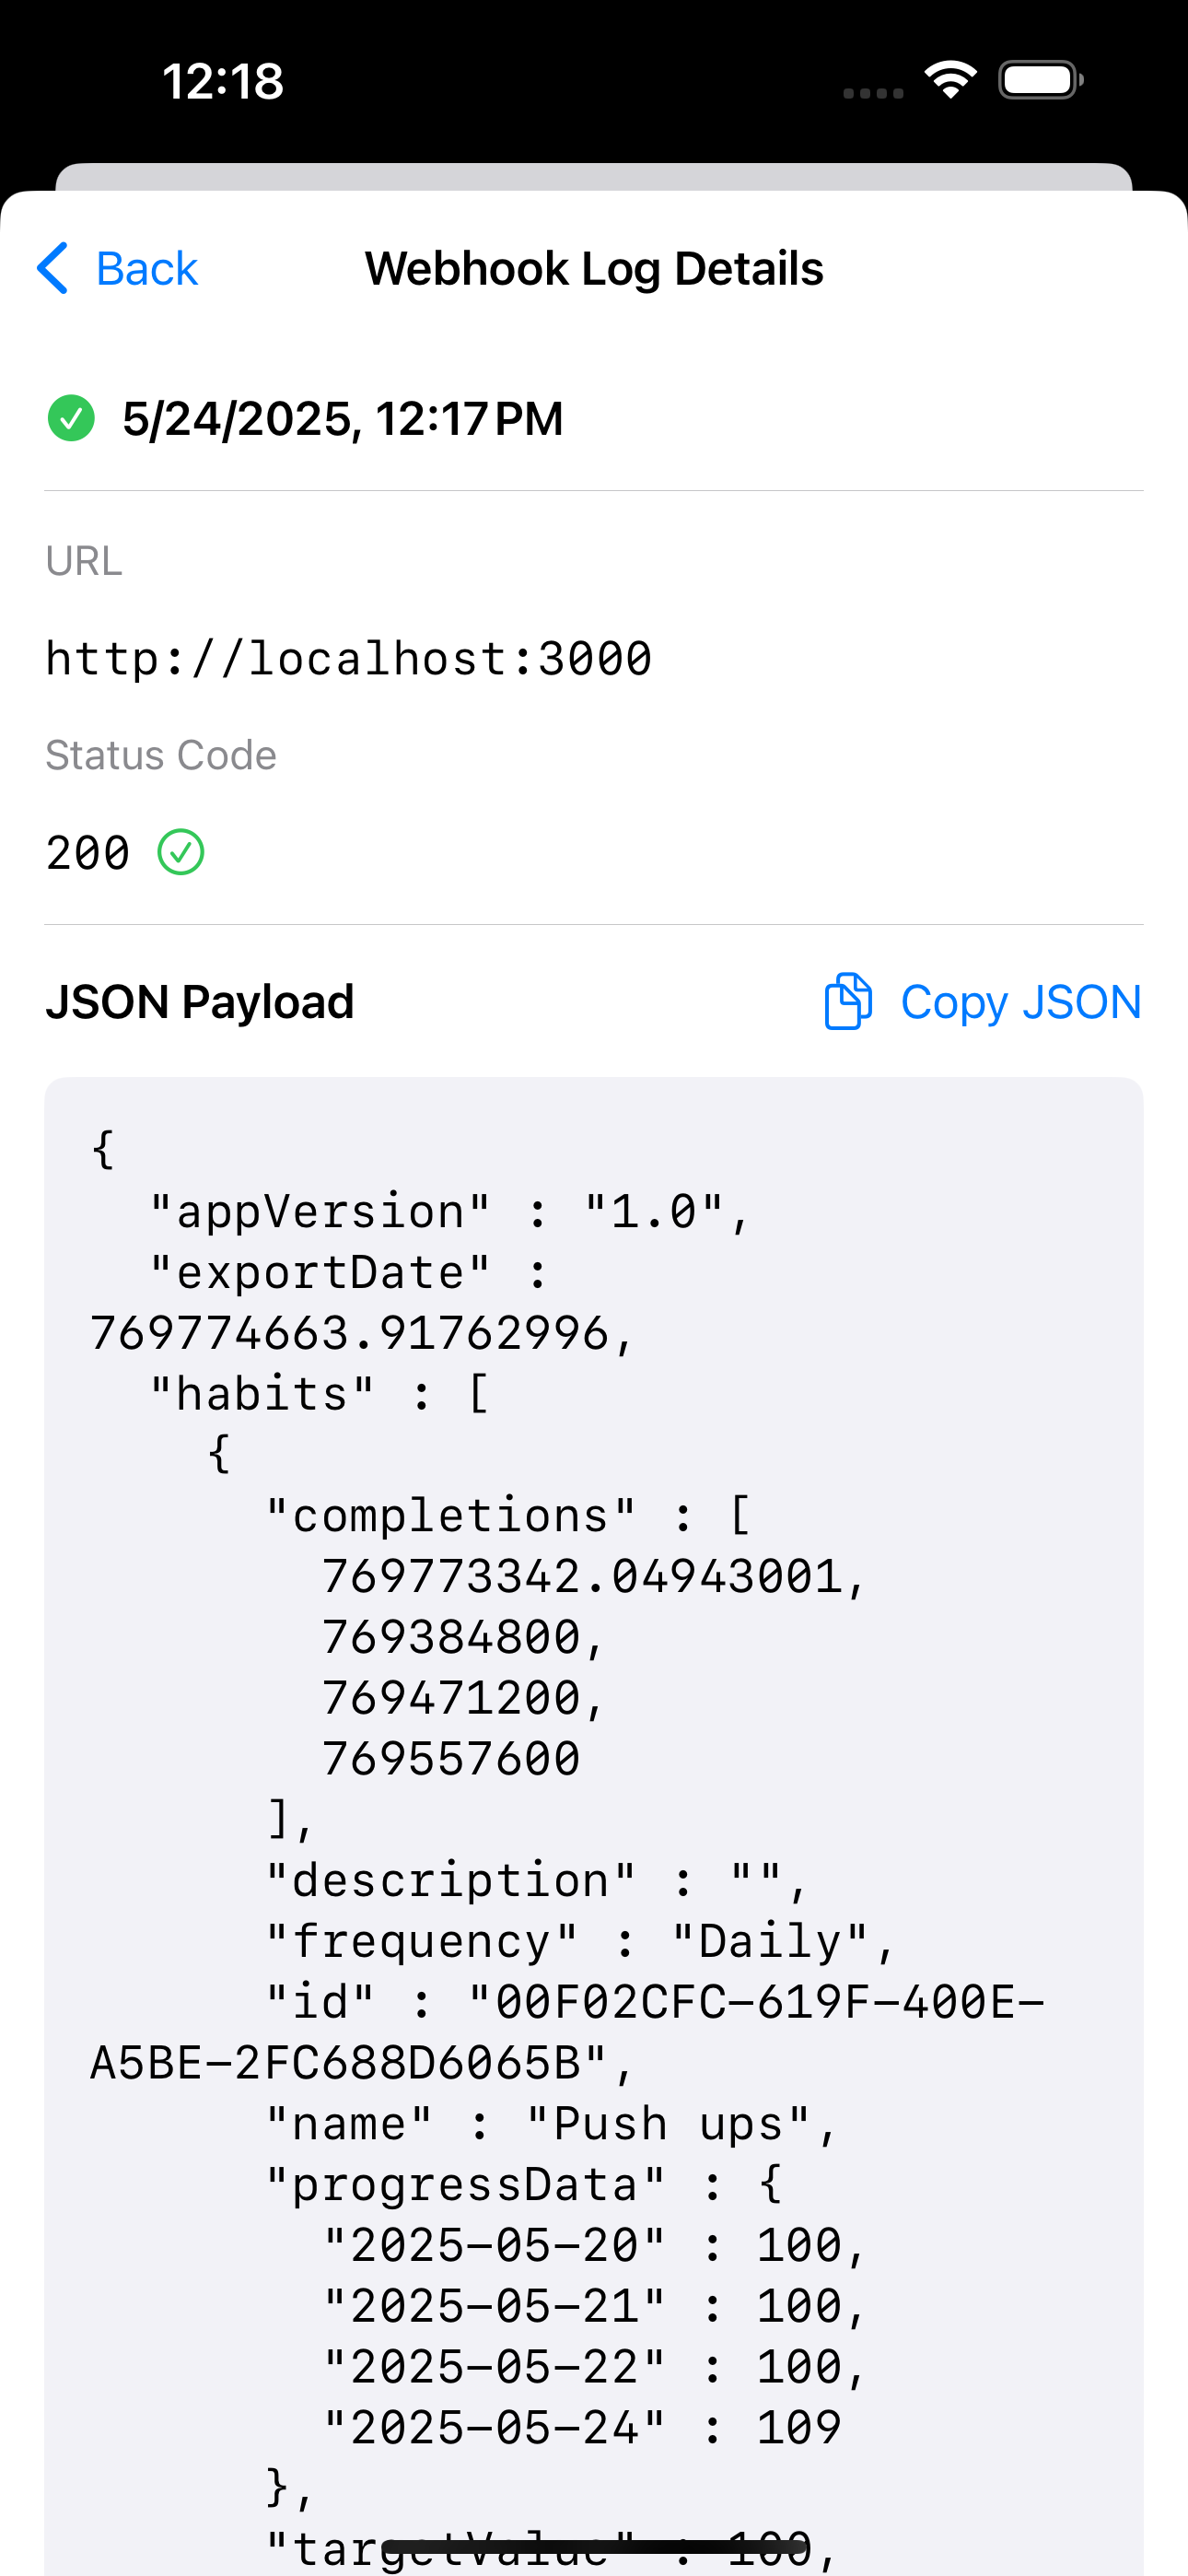 12:18
Back
Webhook Log Details
5/24/2025, 12:17 PM
URL
http://localhost:3000
Status Code
200
JSON Payload
Copy JSON
{
  "appVersion" : "1.0",
  "exportDate" :
769774663.91762996,
  "habits" : [
    {
      "completions" : [
        769773342.04943001,
        769384800,
        769471200,
        769557600
      ],
      "description" : "",
      "frequency" : "Daily",
      "id" : "00F02CFC-619F-400E-
A5BE-2FC688D6065B",
      "name" : "Push ups",
      "progressData" : {
        "2025-05-20" : 100,
        "2025-05-21" : 100,
        "2025-05-22" : 100,
        "2025-05-24" : 109
      },
      "targetValue" : 100,